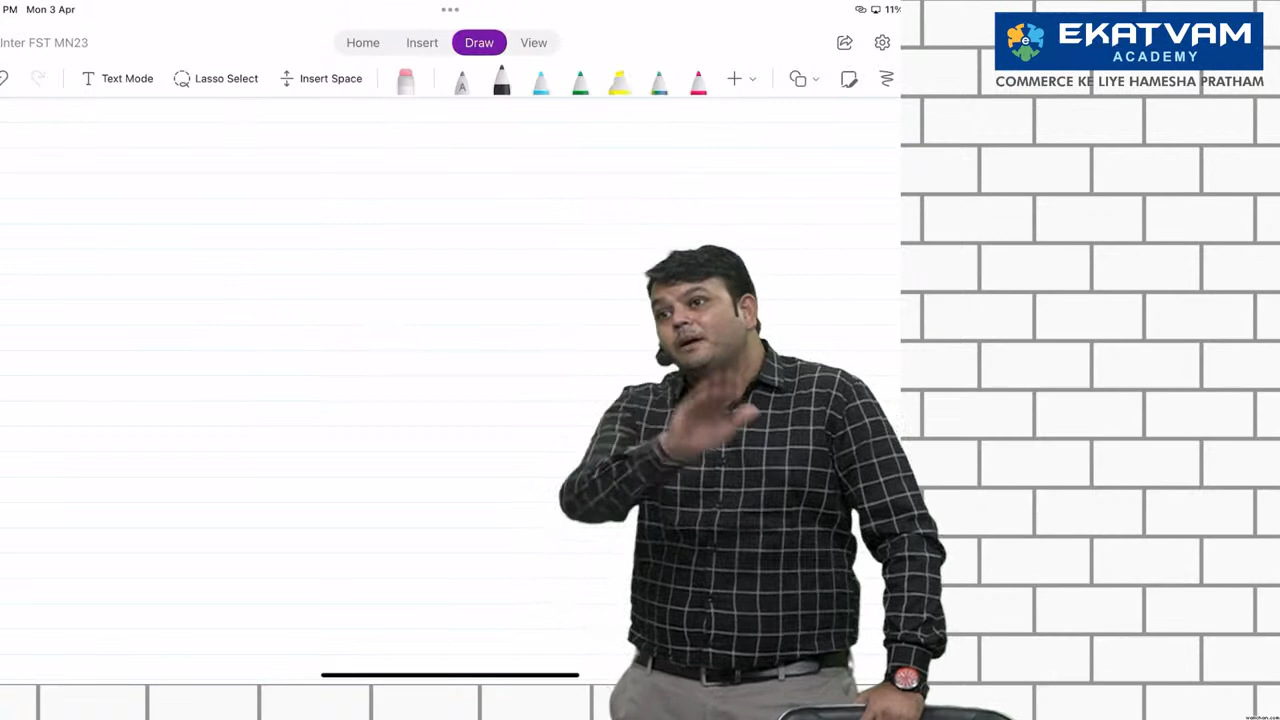 PM Mon 3 Apr
11%
Inter FST MN23
Home
Insert
Draw
View
Text Mode
Lasso Select
Insert Space
A
e
EKATVAM
ACADEMY
COMMERCE KE LIYE HAMESHA PRATHAM